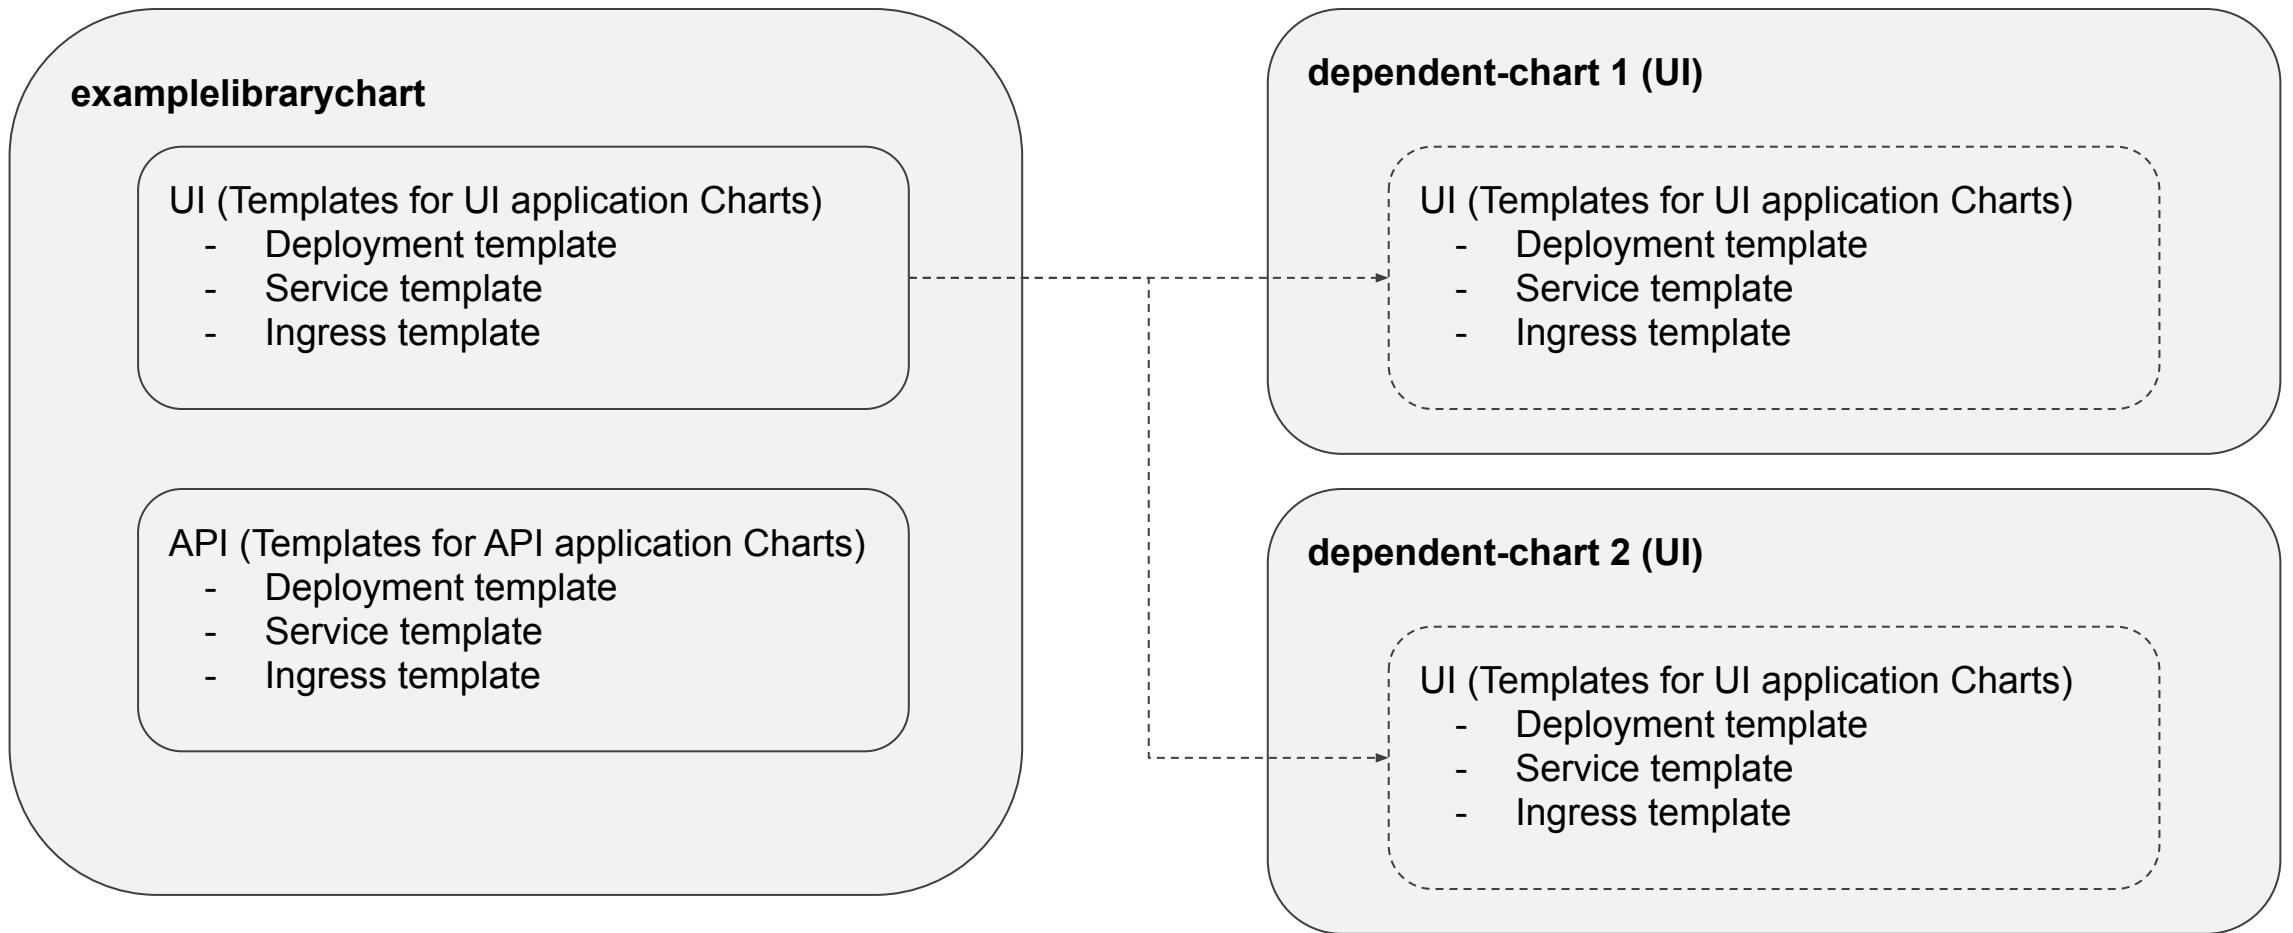 examplelibrarychart
UI (Templates for UI application Charts)
- Deployment template
- Service template
- Ingress template
API (Templates for API application Charts)
- Deployment template
- Service template
- Ingress template
dependent-chart 1 (UI)
UI (Templates for UI application Charts)
- Deployment template
- Service template
- Ingress template
dependent-chart 2 (UI)
UI (Templates for UI application Charts)
- Deployment template
- Service template
- Ingress template